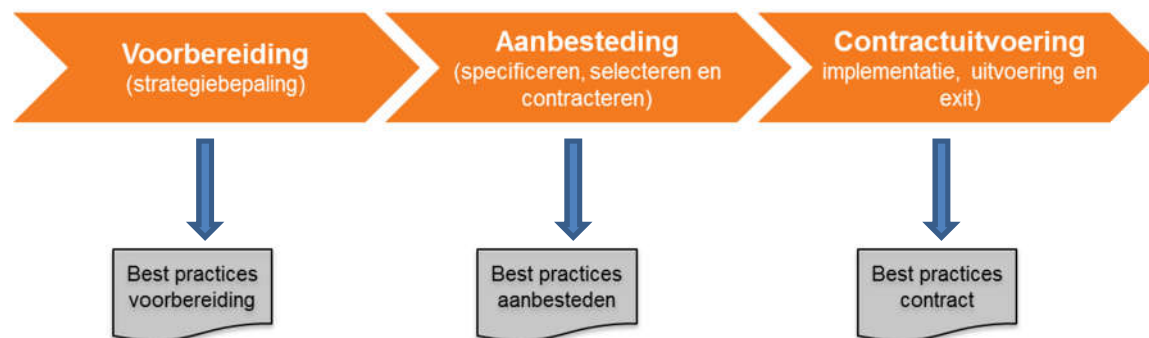 Voorbereiding
(strategiebepaling)
Aanbesteding
(specificeren, selecteren en
contracteren)
Contractuitvoering
implementatie, uitvoering en
exit)
Best practices
voorbereiding
Best practices
aanbesteden
Best practices
contract